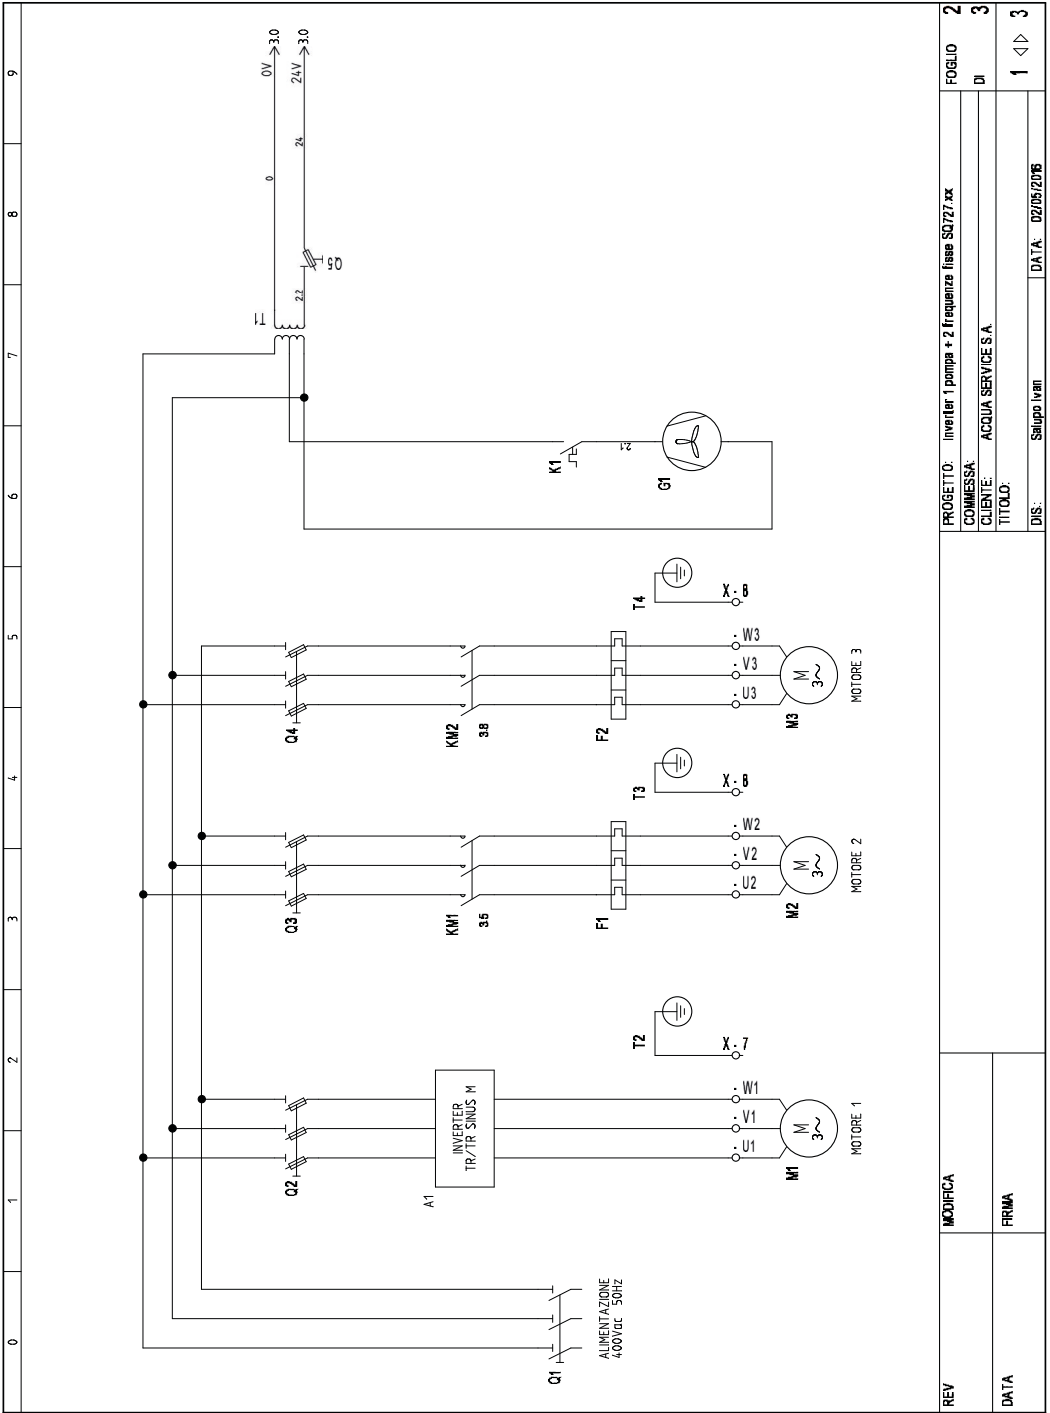 0 1 2 3 4 5 6 7 8 9
0V 3.0
24V 3.0
0
24
T1
2.2
Q5
Q2
Q3
Q4
A1
INVERTER
TR/TR SINUS M
KM1
3.5
KM2
3.8
K1
2.1
G1
Q1
ALIMENTAZIONE
400Vac 50Hz
F1
F2
T2
T3
T4
X - 7
X - 8
X - 8
- U1
- V1
- W1
- U2
- V2
- W2
- U3
- V3
- W3
M1
M
3~
MOTORE 1
M2
M
3~
MOTORE 2
M3
M
3~
MOTORE 3
REV
MODIFICA
DATA
FIRMA
PROGETTO: Inverter 1 pompa + 2 frequenze fisse SQ727.xx
COMMESSA:
CLIENTE: ACQUA SERVICE S.A.
TITOLO:
DIS.: Salupo Ivan
DATA: 02/05/2016
FOGLIO 2
DI 3
1 3